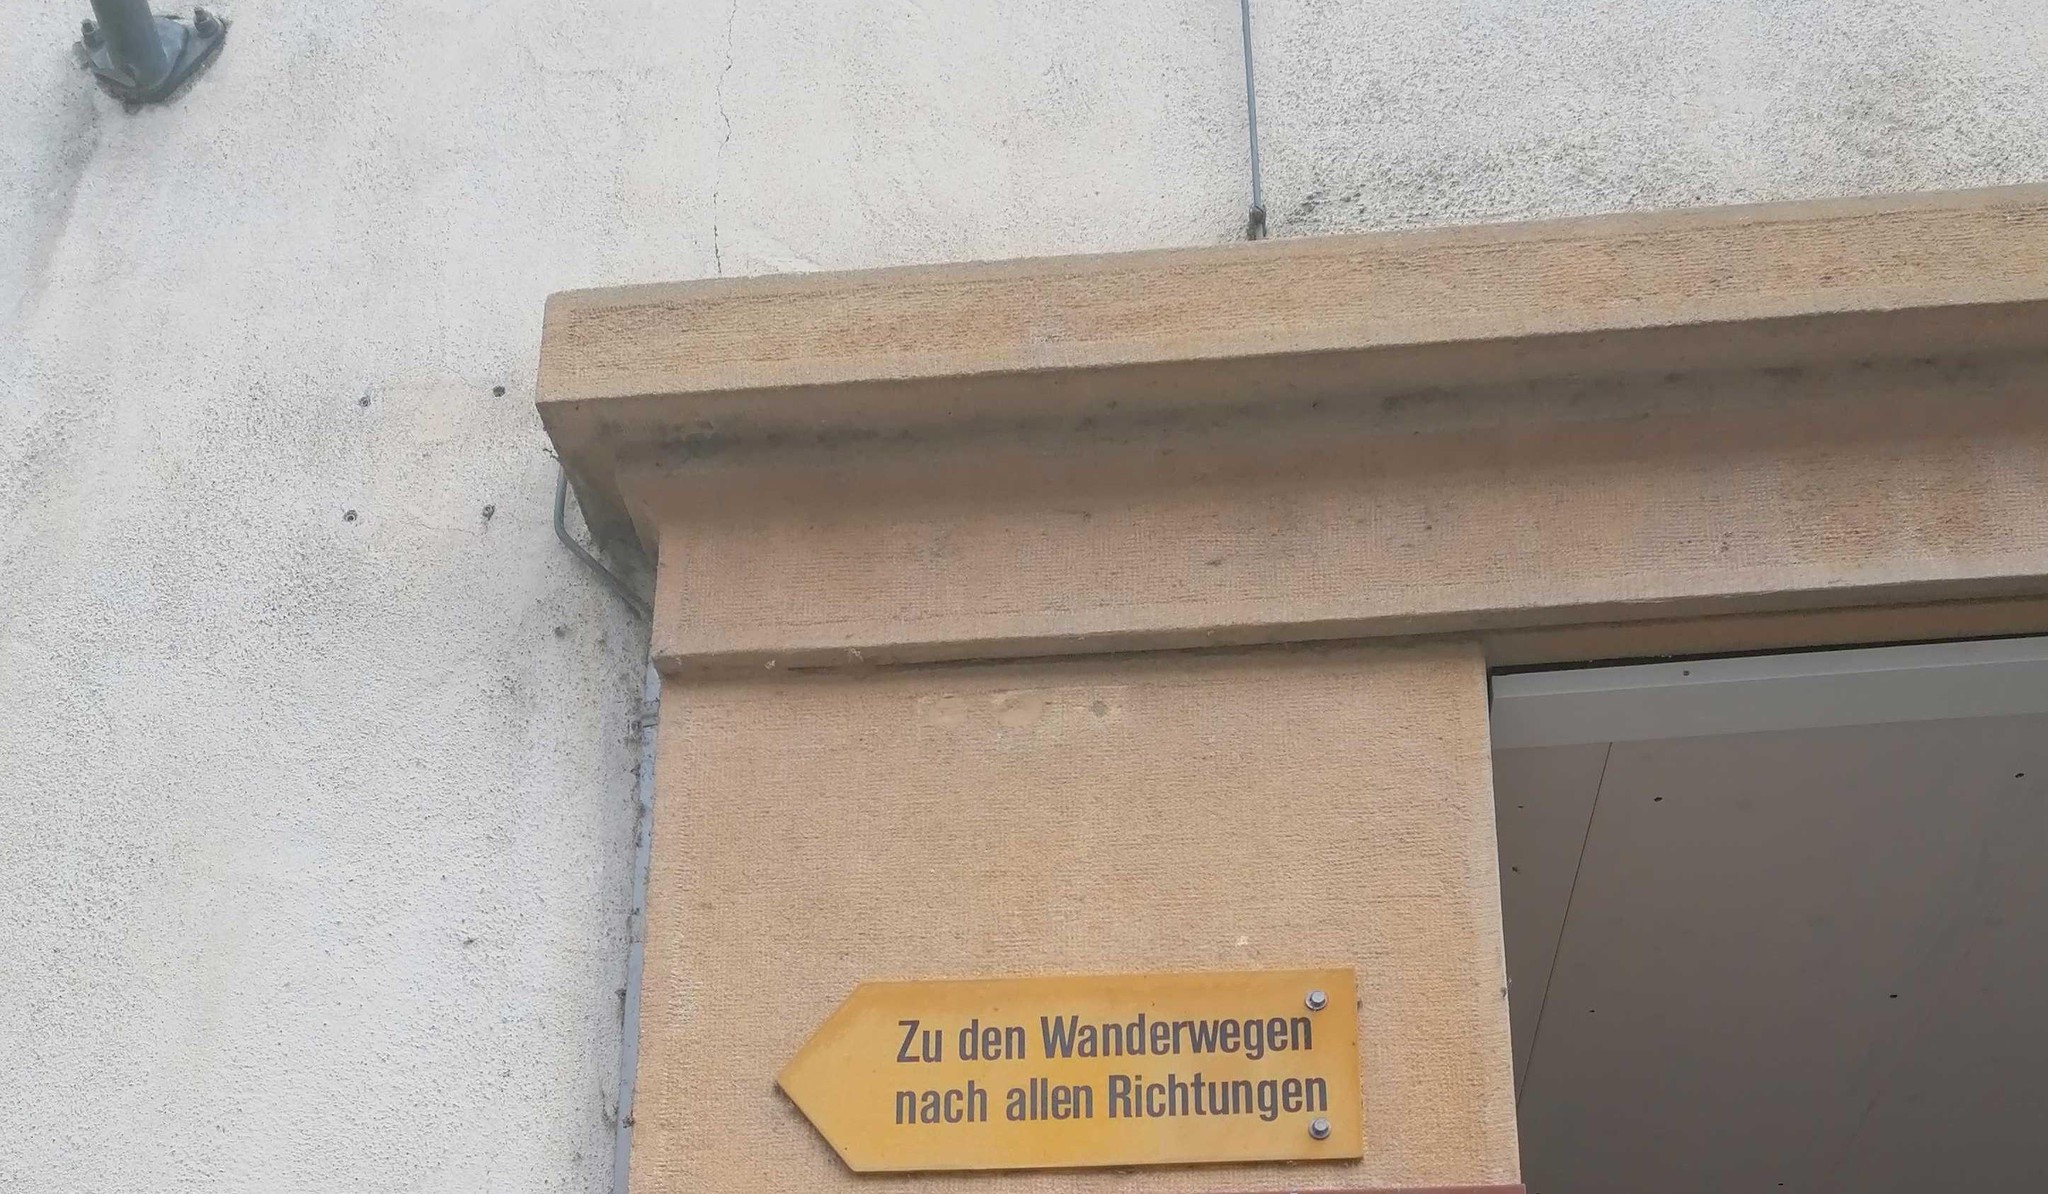 Zu den Wanderwegen
nach allen Richtungen